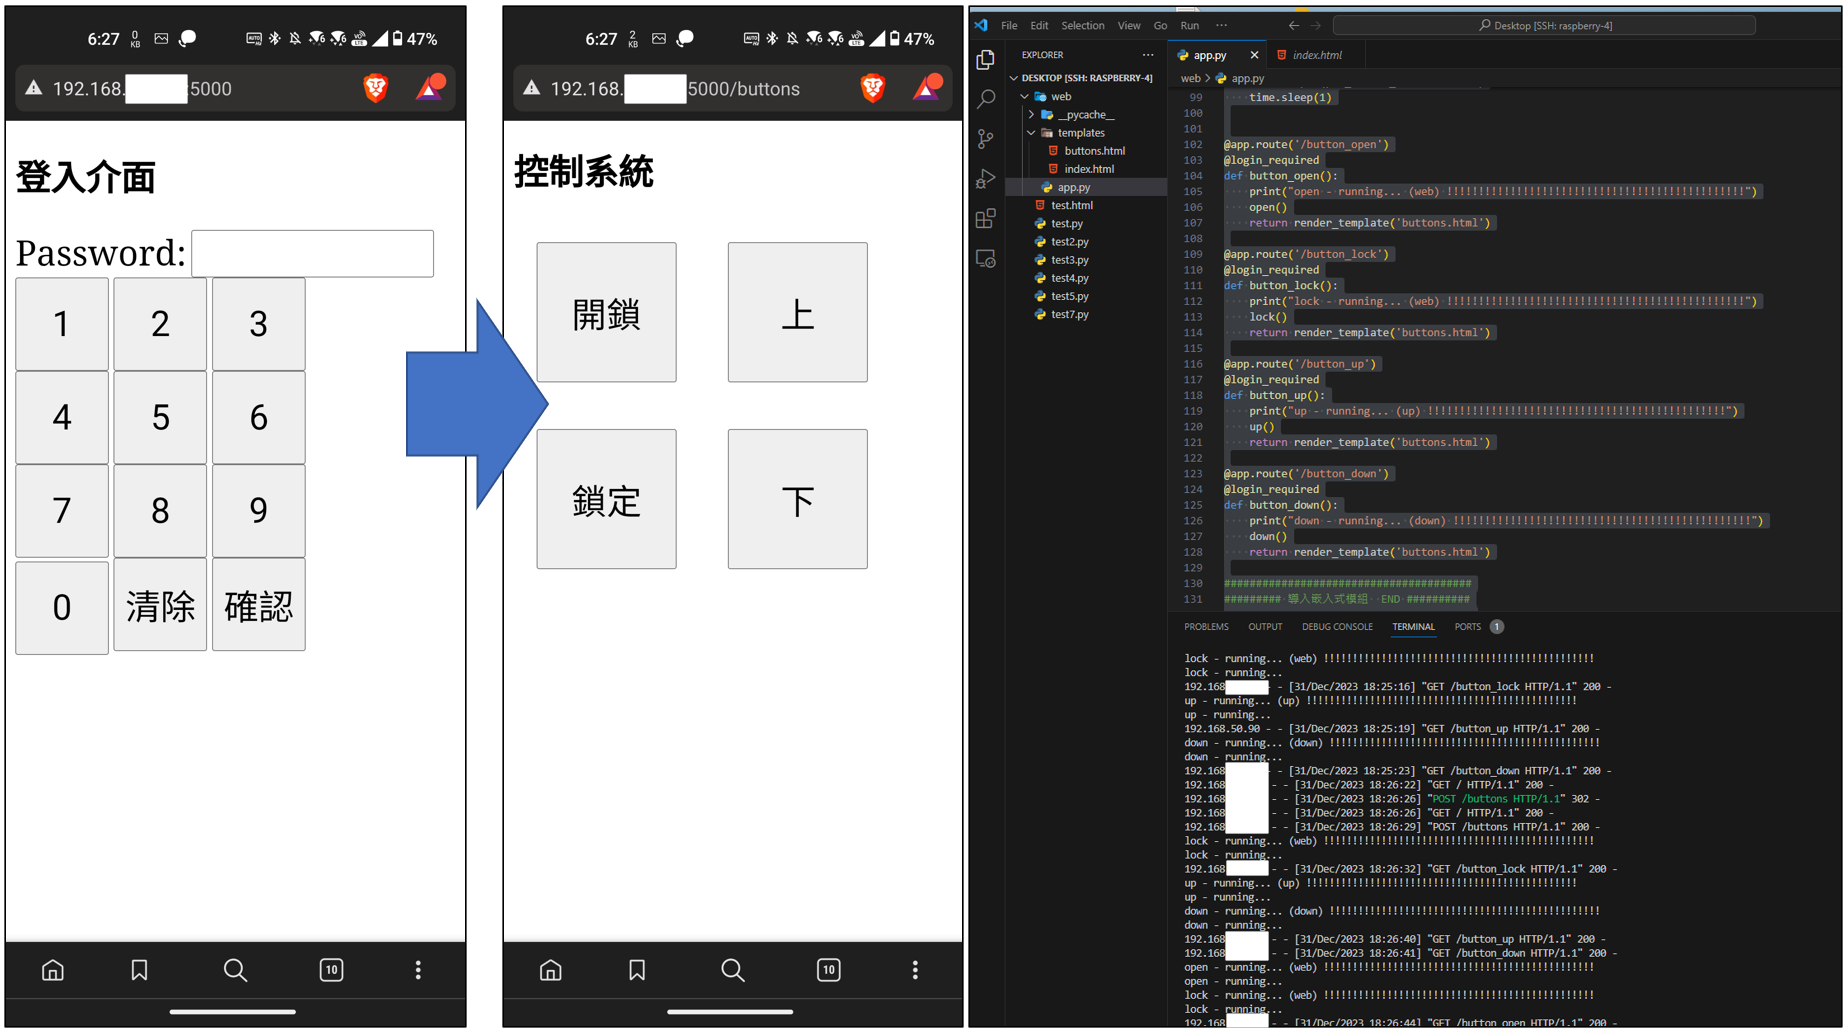 6:27 0 KB 47%
192.168. :5000
登入介面
Password:
1 2 3
4 5 6
7 8 9
0 清除 確認
10
6:27 2 KB 47%
192.168. 5000/buttons
控制系統
開鎖 上
鎖定 下
10
File Edit Selection View Go Run ··· Desktop [SSH: raspberry-4]
EXPLORER ···
DESKTOP [SSH: RASPBERRY-4]
web
__pycache__
templates
buttons.html
index.html
app.py
test.html
test.py
test2.py
test3.py
test4.py
test5.py
test7.py
app.py × index.html
web > app.py
99 time.sleep(1)
100
101
102 @app.route('/button_open')
103 @login_required
104 def button_open():
105 print("open - running... (web) !!!!!!!!!!!!!!!!!!!!!!!!!!!!!!!!!!!!!!!!!!!!!!!")
106 open()
107 return render_template('buttons.html')
108
109 @app.route('/button_lock')
110 @login_required
111 def button_lock():
112 print("lock - running... (web) !!!!!!!!!!!!!!!!!!!!!!!!!!!!!!!!!!!!!!!!!!!!!!!")
113 lock()
114 return render_template('buttons.html')
115
116 @app.route('/button_up')
117 @login_required
118 def button_up():
119 print("up - running... (up) !!!!!!!!!!!!!!!!!!!!!!!!!!!!!!!!!!!!!!!!!!!!!!!")
120 up()
121 return render_template('buttons.html')
122
123 @app.route('/button_down')
124 @login_required
125 def button_down():
126 print("down - running... (down) !!!!!!!!!!!!!!!!!!!!!!!!!!!!!!!!!!!!!!!!!!!!!!!")
127 down()
128 return render_template('buttons.html')
129
130 #######################################
131 ######### 導入嵌入式模組 END ##########
PROBLEMS OUTPUT DEBUG CONSOLE TERMINAL PORTS 1
lock - running... (web) !!!!!!!!!!!!!!!!!!!!!!!!!!!!!!!!!!!!!!!!!!!!!!!
lock - running...
192.168 - - [31/Dec/2023 18:25:16] "GET /button_lock HTTP/1.1" 200 -
up - running... (up) !!!!!!!!!!!!!!!!!!!!!!!!!!!!!!!!!!!!!!!!!!!!!!!
up - running...
192.168.50.90 - - [31/Dec/2023 18:25:19] "GET /button_up HTTP/1.1" 200 -
down - running... (down) !!!!!!!!!!!!!!!!!!!!!!!!!!!!!!!!!!!!!!!!!!!!!!!
down - running...
192.168 - - [31/Dec/2023 18:25:23] "GET /button_down HTTP/1.1" 200 -
192.168 - - [31/Dec/2023 18:26:22] "GET / HTTP/1.1" 200 -
192.168 - - [31/Dec/2023 18:26:26] "POST /buttons HTTP/1.1" 302 -
192.168 - - [31/Dec/2023 18:26:26] "GET / HTTP/1.1" 200 -
192.168 - - [31/Dec/2023 18:26:29] "POST /buttons HTTP/1.1" 200 -
lock - running... (web) !!!!!!!!!!!!!!!!!!!!!!!!!!!!!!!!!!!!!!!!!!!!!!!
lock - running...
192.168 - - [31/Dec/2023 18:26:32] "GET /button_lock HTTP/1.1" 200 -
up - running... (up) !!!!!!!!!!!!!!!!!!!!!!!!!!!!!!!!!!!!!!!!!!!!!!!
up - running...
down - running... (down) !!!!!!!!!!!!!!!!!!!!!!!!!!!!!!!!!!!!!!!!!!!!!!!
down - running...
192.168 - - [31/Dec/2023 18:26:40] "GET /button_up HTTP/1.1" 200 -
192.168 - - [31/Dec/2023 18:26:41] "GET /button_down HTTP/1.1" 200 -
open - running... (web) !!!!!!!!!!!!!!!!!!!!!!!!!!!!!!!!!!!!!!!!!!!!!!!
open - running...
lock - running... (web) !!!!!!!!!!!!!!!!!!!!!!!!!!!!!!!!!!!!!!!!!!!!!!!
lock - running...
192.168 - - [31/Dec/2023 18:26:44] "GET /button_open HTTP/1.1" 200 -